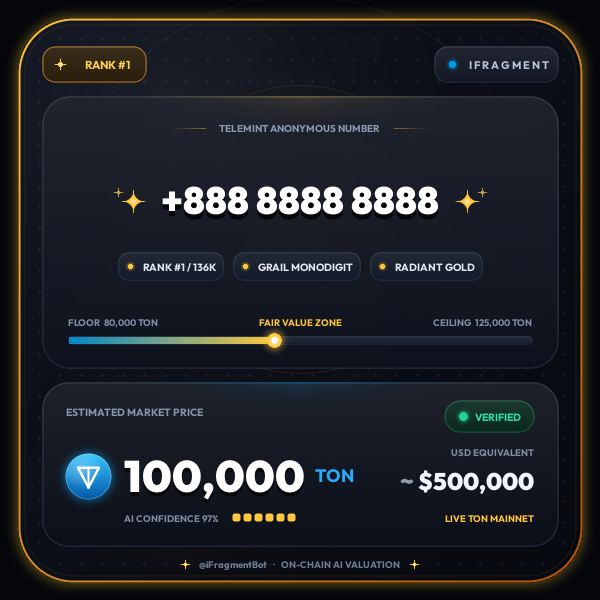 RANK #1
IFRAGMENT
TELEMINT ANONYMOUS NUMBER
+888 8888 8888
RANK #1 / 136K
GRAIL MONODIGIT
RADIANT GOLD
FLOOR 80,000 TON
FAIR VALUE ZONE
CEILING 125,000 TON
ESTIMATED MARKET PRICE
VERIFIED
USD EQUIVALENT
100,000 TON
~ $500,000
AI CONFIDENCE 97%
LIVE TON MAINNET
@iFragmentBot · ON-CHAIN AI VALUATION